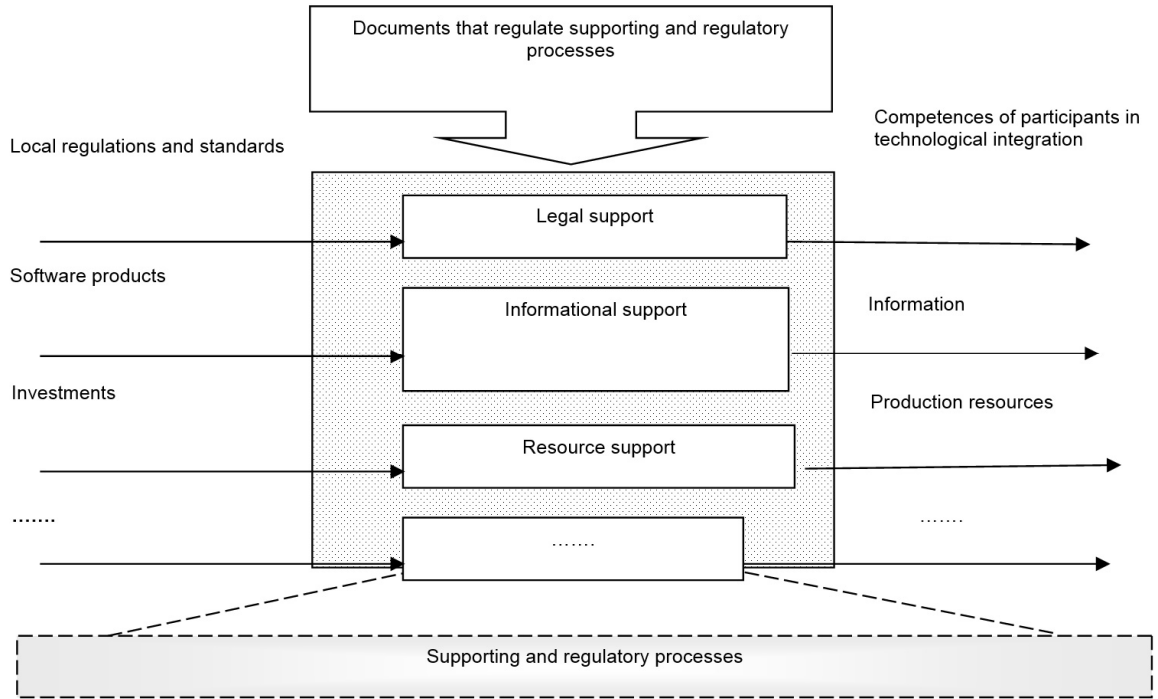 Documents that regulate supporting and regulatory
processes
Local regulations and standards
Competences of participants in
technological integration
Legal support
Software products
Informational support
Information
Investments
Production resources
Resource support
.......
.......
.......
Supporting and regulatory processes